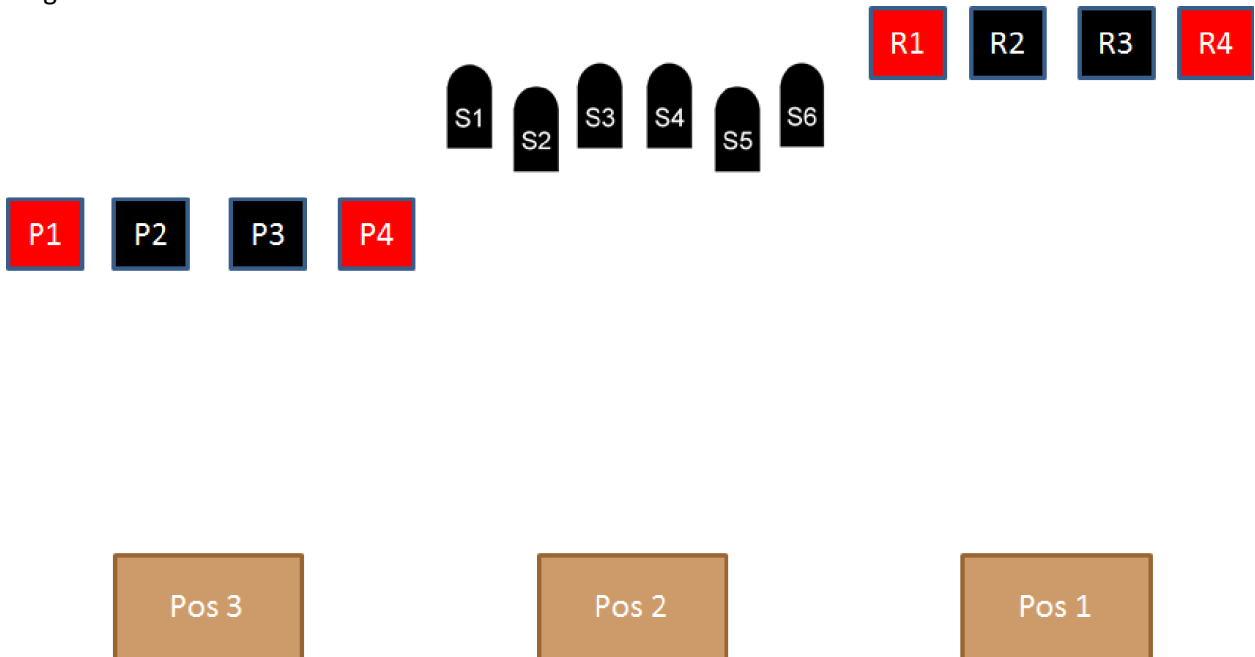 R1 R2 R3 R4
S1 S2 S3 S4 S5 S6
P1 P2 P3 P4
Pos 3 Pos 2 Pos 1